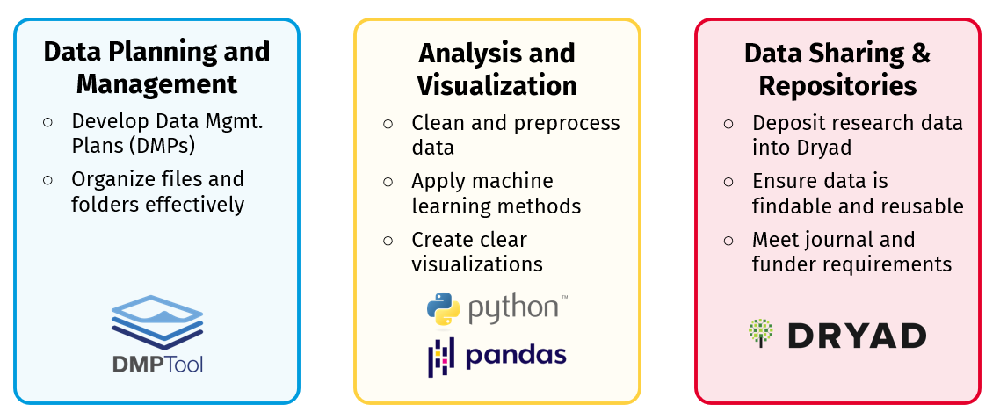 Data Planning and
Management
○ Develop Data Mgmt.
Plans (DMPs)
○ Organize files and
folders effectively
DMPTool
Analysis and
Visualization
○ Clean and preprocess
data
○ Apply machine
learning methods
○ Create clear
visualizations
python™
pandas
Data Sharing &
Repositories
○ Deposit research data
into Dryad
○ Ensure data is
findable and reusable
○ Meet journal and
funder requirements
DRYAD